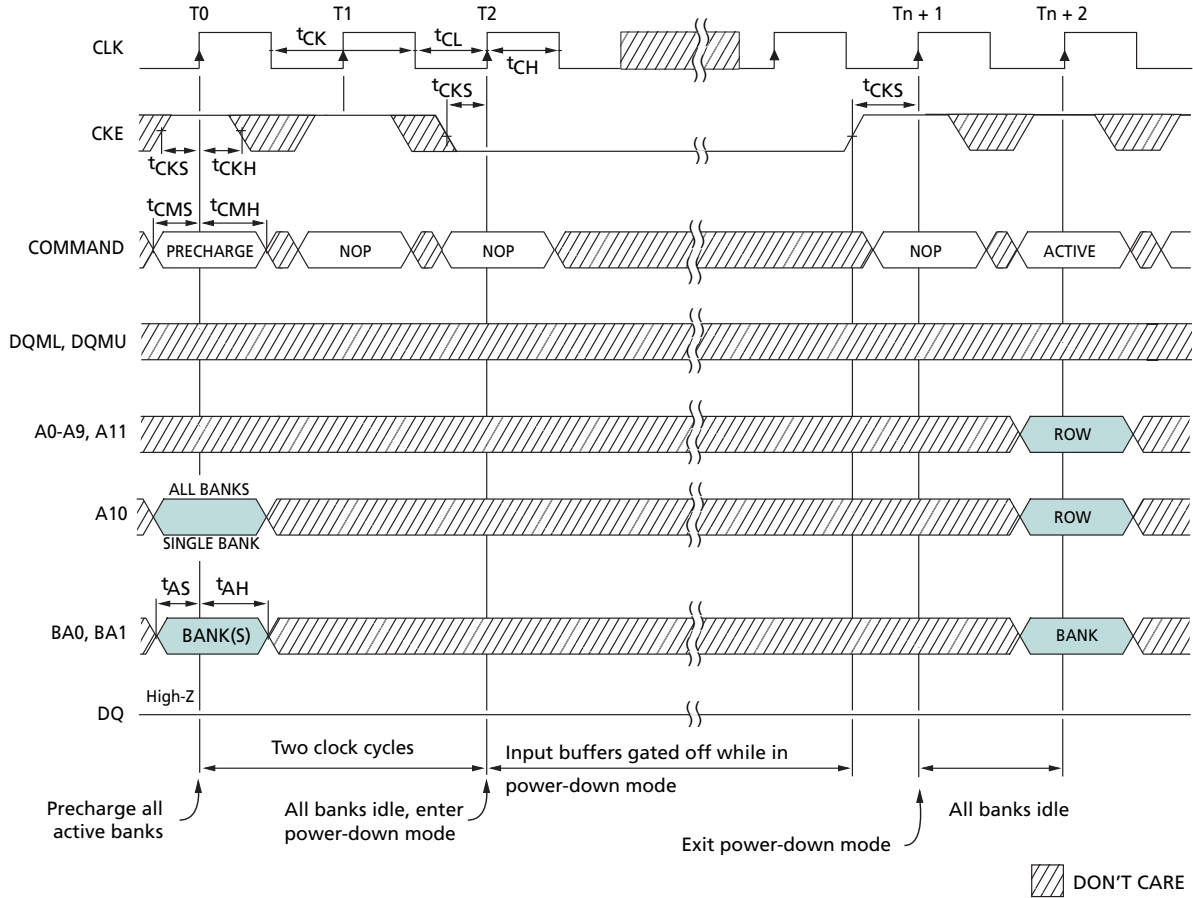 T0 T1 T2 Tn + 1 Tn + 2
CLK
tCK tCL
tCH
tCKS tCKS
CKE
tCKS tCKH
tCMS tCMH
COMMAND PRECHARGE NOP NOP NOP ACTIVE
DQML, DQMU
A0-A9, A11 ROW
ALL BANKS
A10 ROW
SINGLE BANK
tAS tAH
BA0, BA1 BANK(S) BANK
High-Z
DQ
Two clock cycles
Input buffers gated off while in
power-down mode
Precharge all
active banks
All banks idle, enter
power-down mode
Exit power-down mode
All banks idle
DON'T CARE